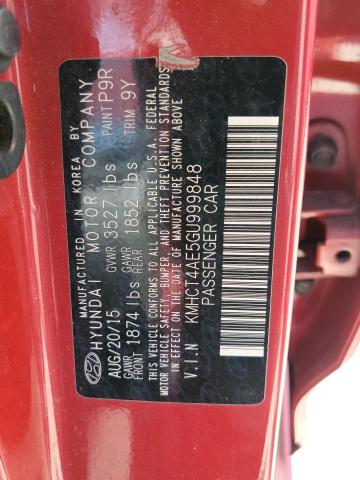 MANUFACTURED IN KOREA BY
HYUNDAI MOTOR COMPANY
AUG/20/15 GVWR 3527 lbs PAINT P9R
GAWR FRONT 1874 lbs GAWR REAR 1852 lbs TRIM 9Y
THIS VEHICLE CONFORMS TO ALL APPLICABLE U.S.A. FEDERAL
MOTOR VEHICLE SAFETY, BUMPER, AND THEFT PREVENTION STANDARDS
IN EFFECT ON THE DATE OF MANUFACTURE SHOWN ABOVE
V.I.N KMHCT4AE5GU999848
PASSENGER CAR